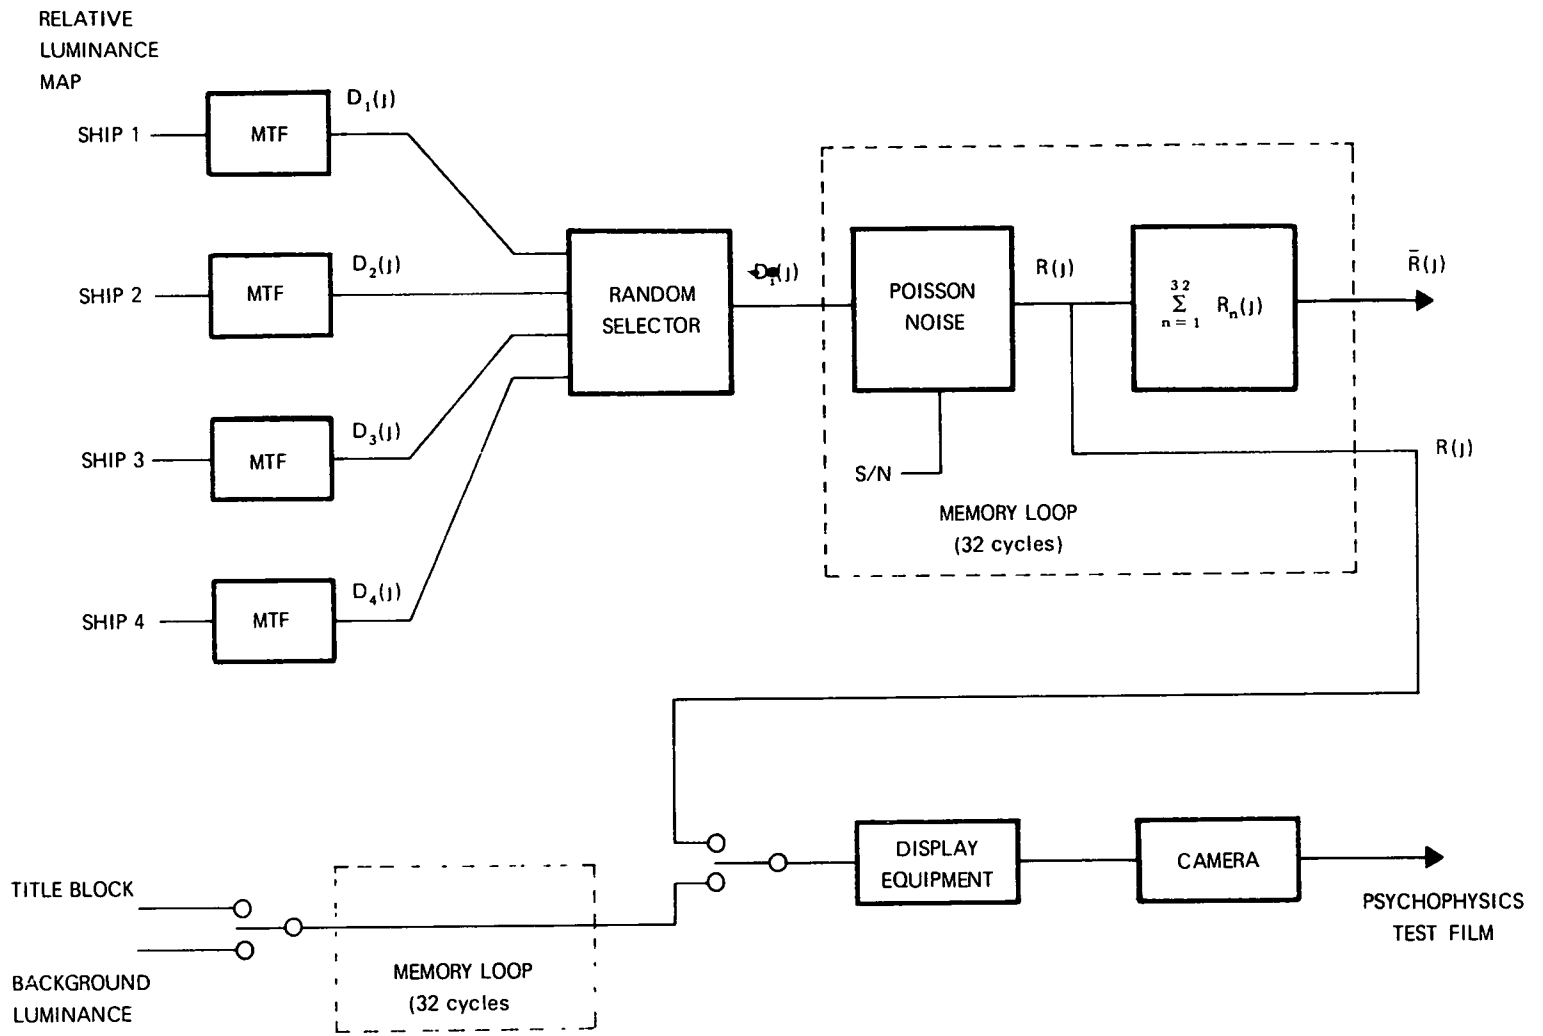 RELATIVE
LUMINANCE
MAP
SHIP 1
MTF
D₁(j)
SHIP 2
MTF
D₂(j)
SHIP 3
MTF
D₃(j)
SHIP 4
MTF
D₄(j)
RANDOM
SELECTOR
POISSON
NOISE
S/N
R(j)
32
Σ Rₙ(j)
n = 1
R̄(j)
R(j)
MEMORY LOOP
(32 cycles)
TITLE BLOCK
BACKGROUND
LUMINANCE
MEMORY LOOP
(32 cycles
DISPLAY
EQUIPMENT
CAMERA
PSYCHOPHYSICS
TEST FILM